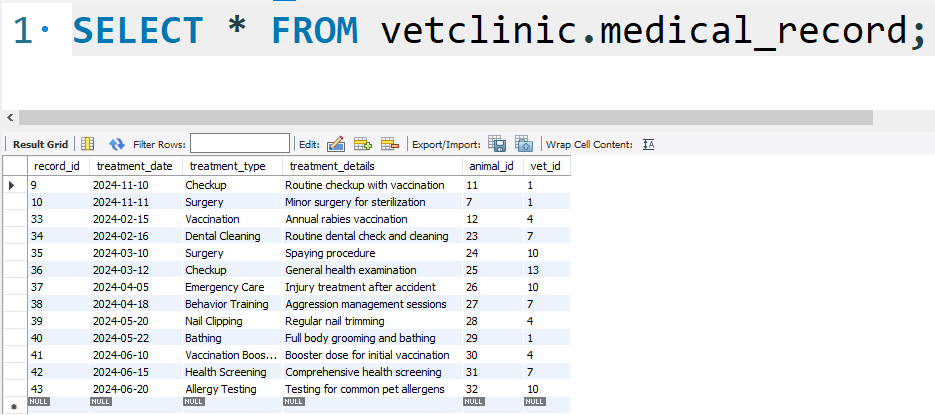 1 SELECT * FROM vetclinic.medical_record;
Result Grid Filter Rows: Edit: Export/Import: Wrap Cell Content:
record_id treatment_date treatment_type treatment_details animal_id vet_id
9 2024-11-10 Checkup Routine checkup with vaccination 11 1
10 2024-11-11 Surgery Minor surgery for sterilization 7 1
33 2024-02-15 Vaccination Annual rabies vaccination 12 4
34 2024-02-16 Dental Cleaning Routine dental check and cleaning 23 7
35 2024-03-10 Surgery Spaying procedure 24 10
36 2024-03-12 Checkup General health examination 25 13
37 2024-04-05 Emergency Care Injury treatment after accident 26 10
38 2024-04-18 Behavior Training Aggression management sessions 27 7
39 2024-05-20 Nail Clipping Regular nail trimming 28 4
40 2024-05-22 Bathing Full body grooming and bathing 29 1
41 2024-06-10 Vaccination Boos... Booster dose for initial vaccination 30 4
42 2024-06-15 Health Screening Comprehensive health screening 31 7
43 2024-06-20 Allergy Testing Testing for common pet allergens 32 10
NULL NULL NULL NULL NULL NULL